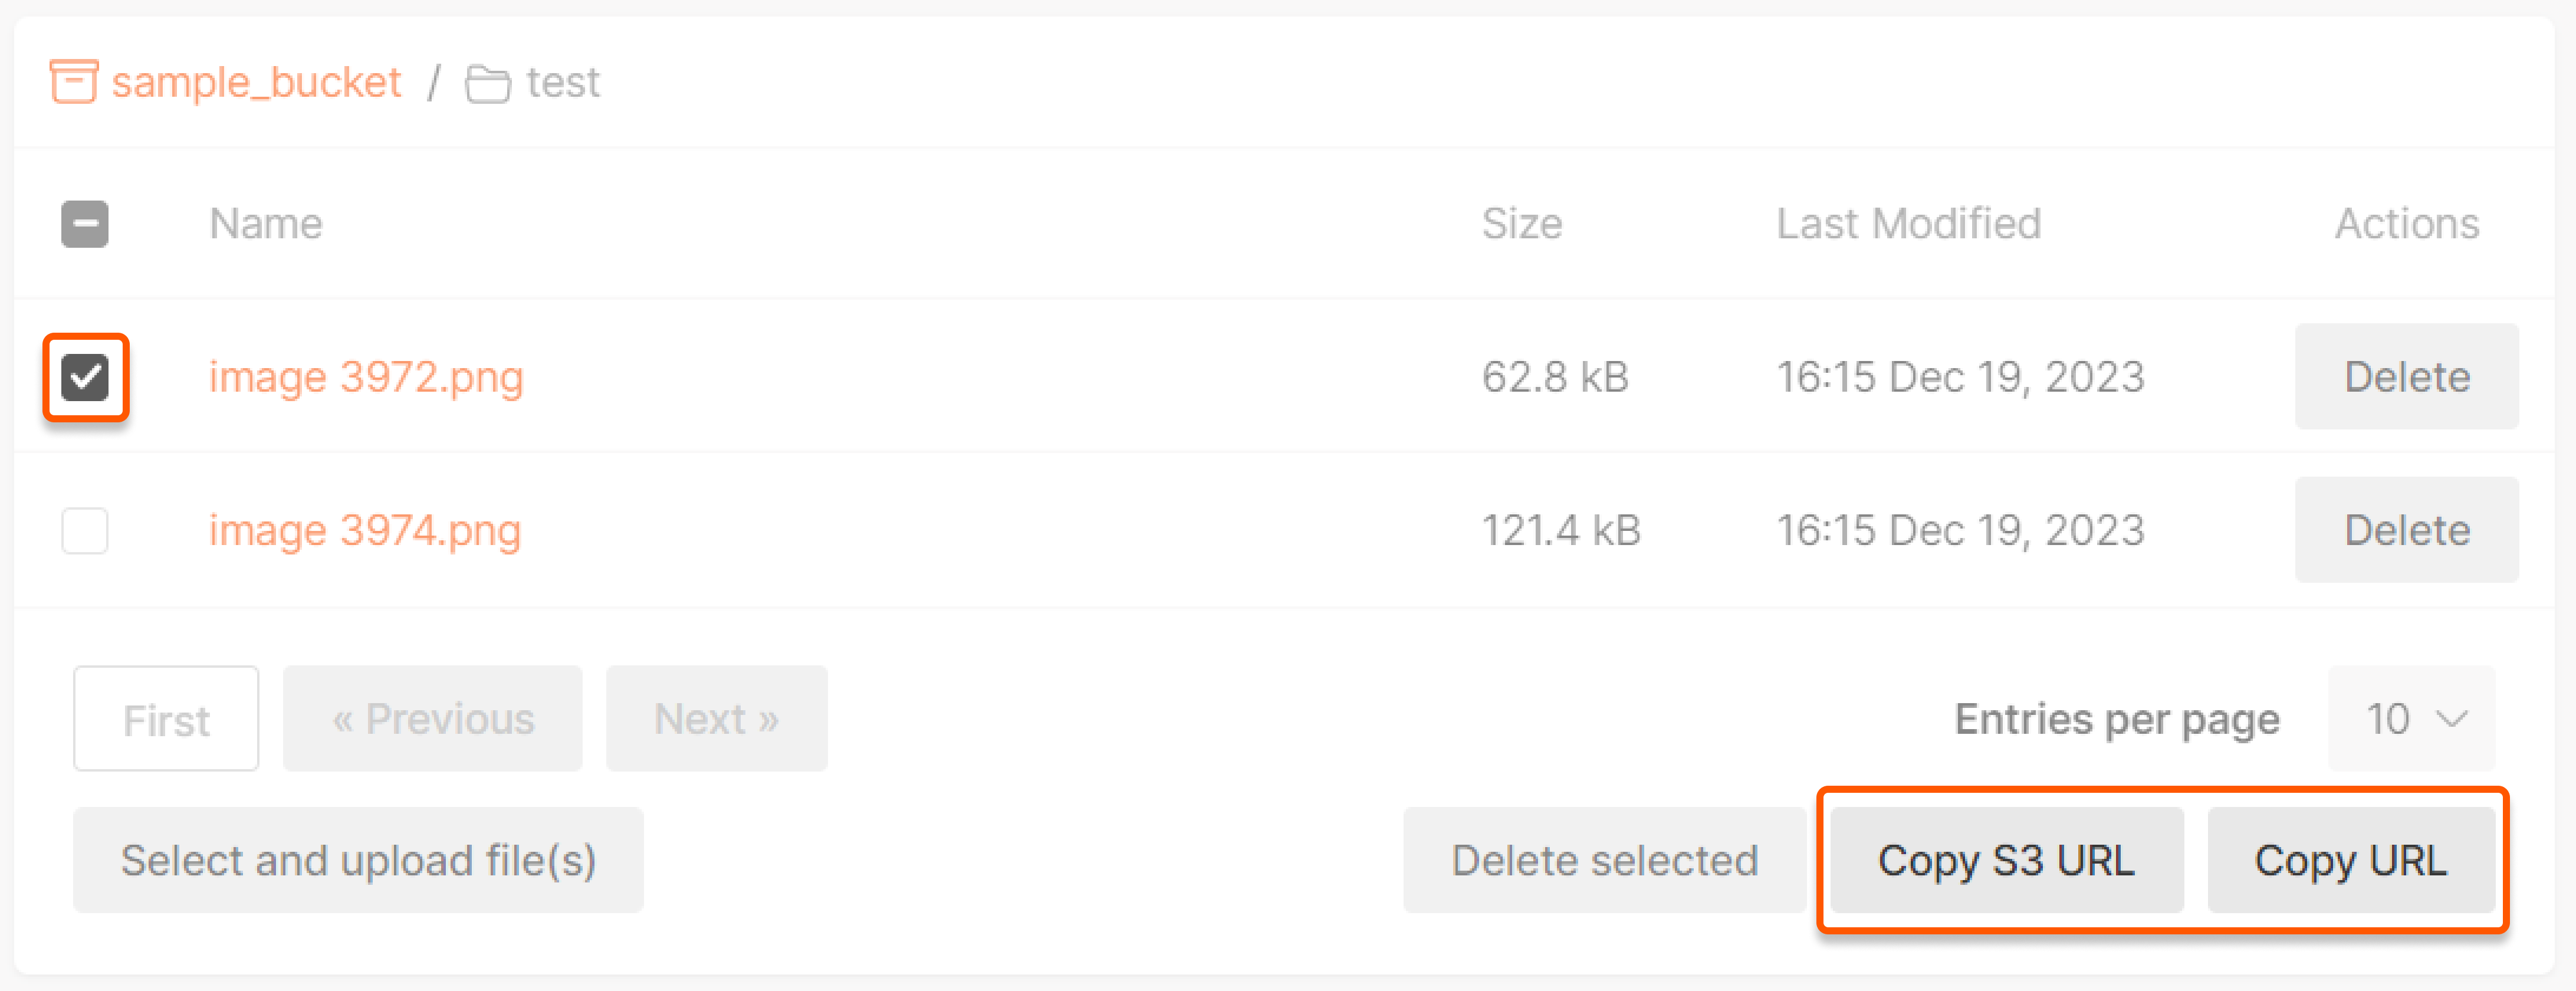 sample_bucket / test
Name Size Last Modified Actions
image 3972.png 62.8 kB 16:15 Dec 19, 2023 Delete
image 3974.png 121.4 kB 16:15 Dec 19, 2023 Delete
First « Previous Next » Entries per page 10
Select and upload file(s) Delete selected Copy S3 URL Copy URL